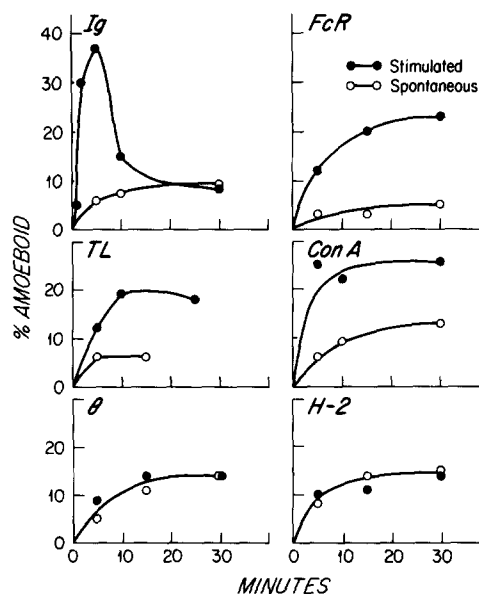 Ig
FcR
40
30
20
10
0
Stimulated
Spontaneous
TL
Con A
20
10
0
θ
H-2
20
10
0
0 10 20 30
0 10 20 30
% AMOEBOID
MINUTES